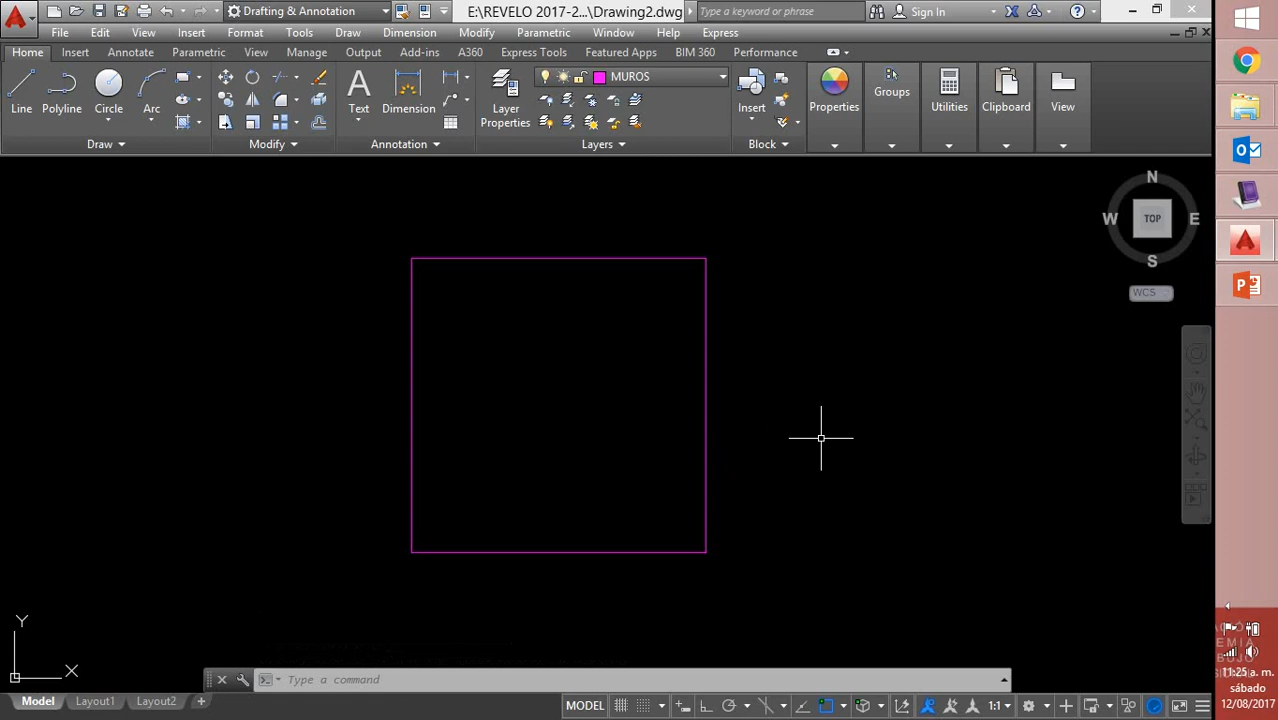 Drafting & Annotation
E:\REVELO 2017-2...\Drawing2.dwg
Type a keyword or phrase
Sign In
File Edit View Insert Format Tools Draw Dimension Modify Parametric Window Help Express
Home Insert Annotate Parametric View Manage Output Add-ins A360 Express Tools Featured Apps BIM 360 Performance
MUROS
Line Polyline Circle Arc Text Dimension Layer Properties Insert Properties Groups Utilities Clipboard View
Draw Modify Annotation Layers Block
N
W TOP E
S
WCS
Y
X
Type a command
Model Layout1 Layout2 +
MODEL 1:1
11:25 a. m.
sábado
12/08/2017